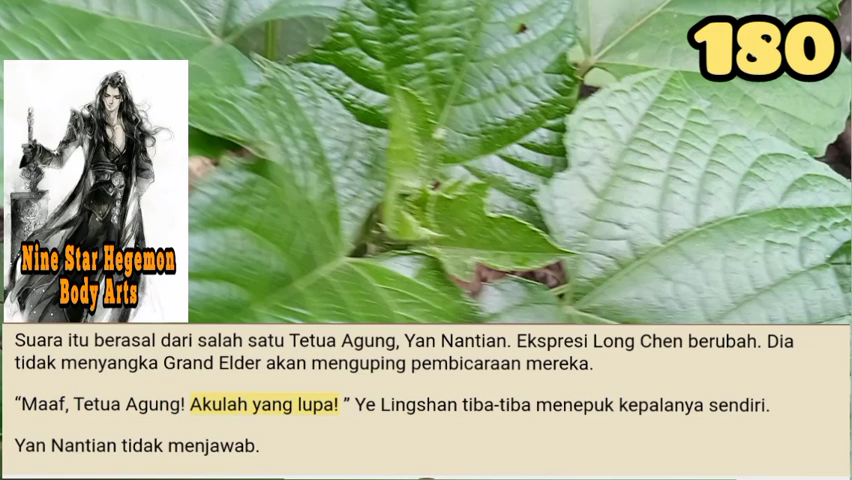 180
Nine Star Hegemon
Body Arts
Suara itu berasal dari salah satu Tetua Agung, Yan Nantian. Ekspresi Long Chen berubah. Dia
tidak menyangka Grand Elder akan menguping pembicaraan mereka.
“Maaf, Tetua Agung! Akulah yang lupa! ” Ye Lingshan tiba-tiba menepuk kepalanya sendiri.
Yan Nantian tidak menjawab.